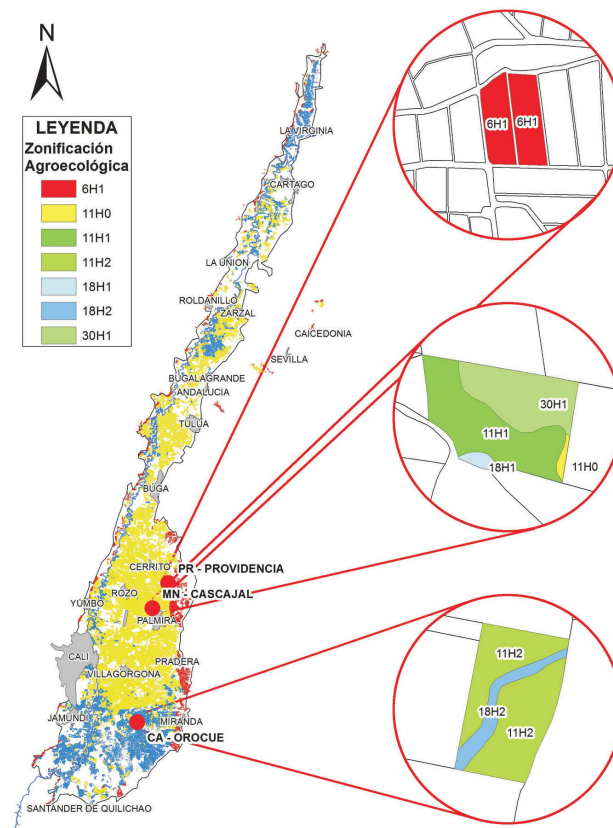 N
LEYENDA
Zonificación
Agroecológica
6H1
11H0
11H1
11H2
18H1
18H2
30H1
LA VIRGINIA
CARTAGO
LA UNION
ROLDANILLO
ZARZAL
CAICEDONIA
SEVILLA
BUGALAGRANDE
ANDALUCIA
TULUA
BUGA
CERRITO
PR - PROVIDENCIA
ROZO
MN - CASCAJAL
YUMBO
PALMIRA
CALI
PRADERA
VILLAGORGONA
JAMUNDI
MIRANDA
CA - OROCUE
SANTANDER DE QUILICHAO
6H1
6H1
30H1
11H1
11H0
18H1
11H2
18H2
11H2